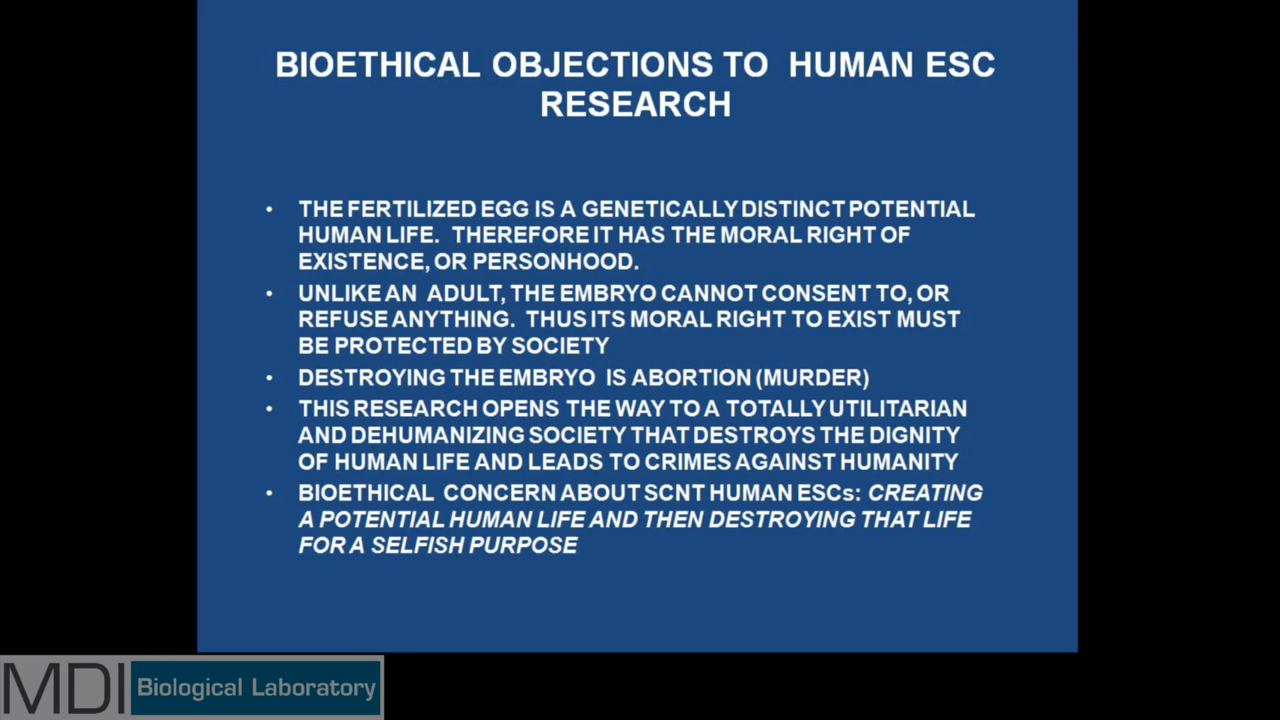 BIOETHICAL OBJECTIONS TO HUMAN ESC
RESEARCH
• THE FERTILIZED EGG IS A GENETICALLY DISTINCT POTENTIAL
HUMAN LIFE. THEREFORE IT HAS THE MORAL RIGHT OF
EXISTENCE, OR PERSONHOOD.
• UNLIKE AN ADULT, THE EMBRYO CANNOT CONSENT TO, OR
REFUSE ANYTHING. THUS ITS MORAL RIGHT TO EXIST MUST
BE PROTECTED BY SOCIETY
• DESTROYING THE EMBRYO IS ABORTION (MURDER)
• THIS RESEARCH OPENS THE WAY TO A TOTALLY UTILITARIAN
AND DEHUMANIZING SOCIETY THAT DESTROYS THE DIGNITY
OF HUMAN LIFE AND LEADS TO CRIMES AGAINST HUMANITY
• BIOETHICAL CONCERN ABOUT SCNT HUMAN ESCs: CREATING
A POTENTIAL HUMAN LIFE AND THEN DESTROYING THAT LIFE
FOR A SELFISH PURPOSE
MDI Biological Laboratory